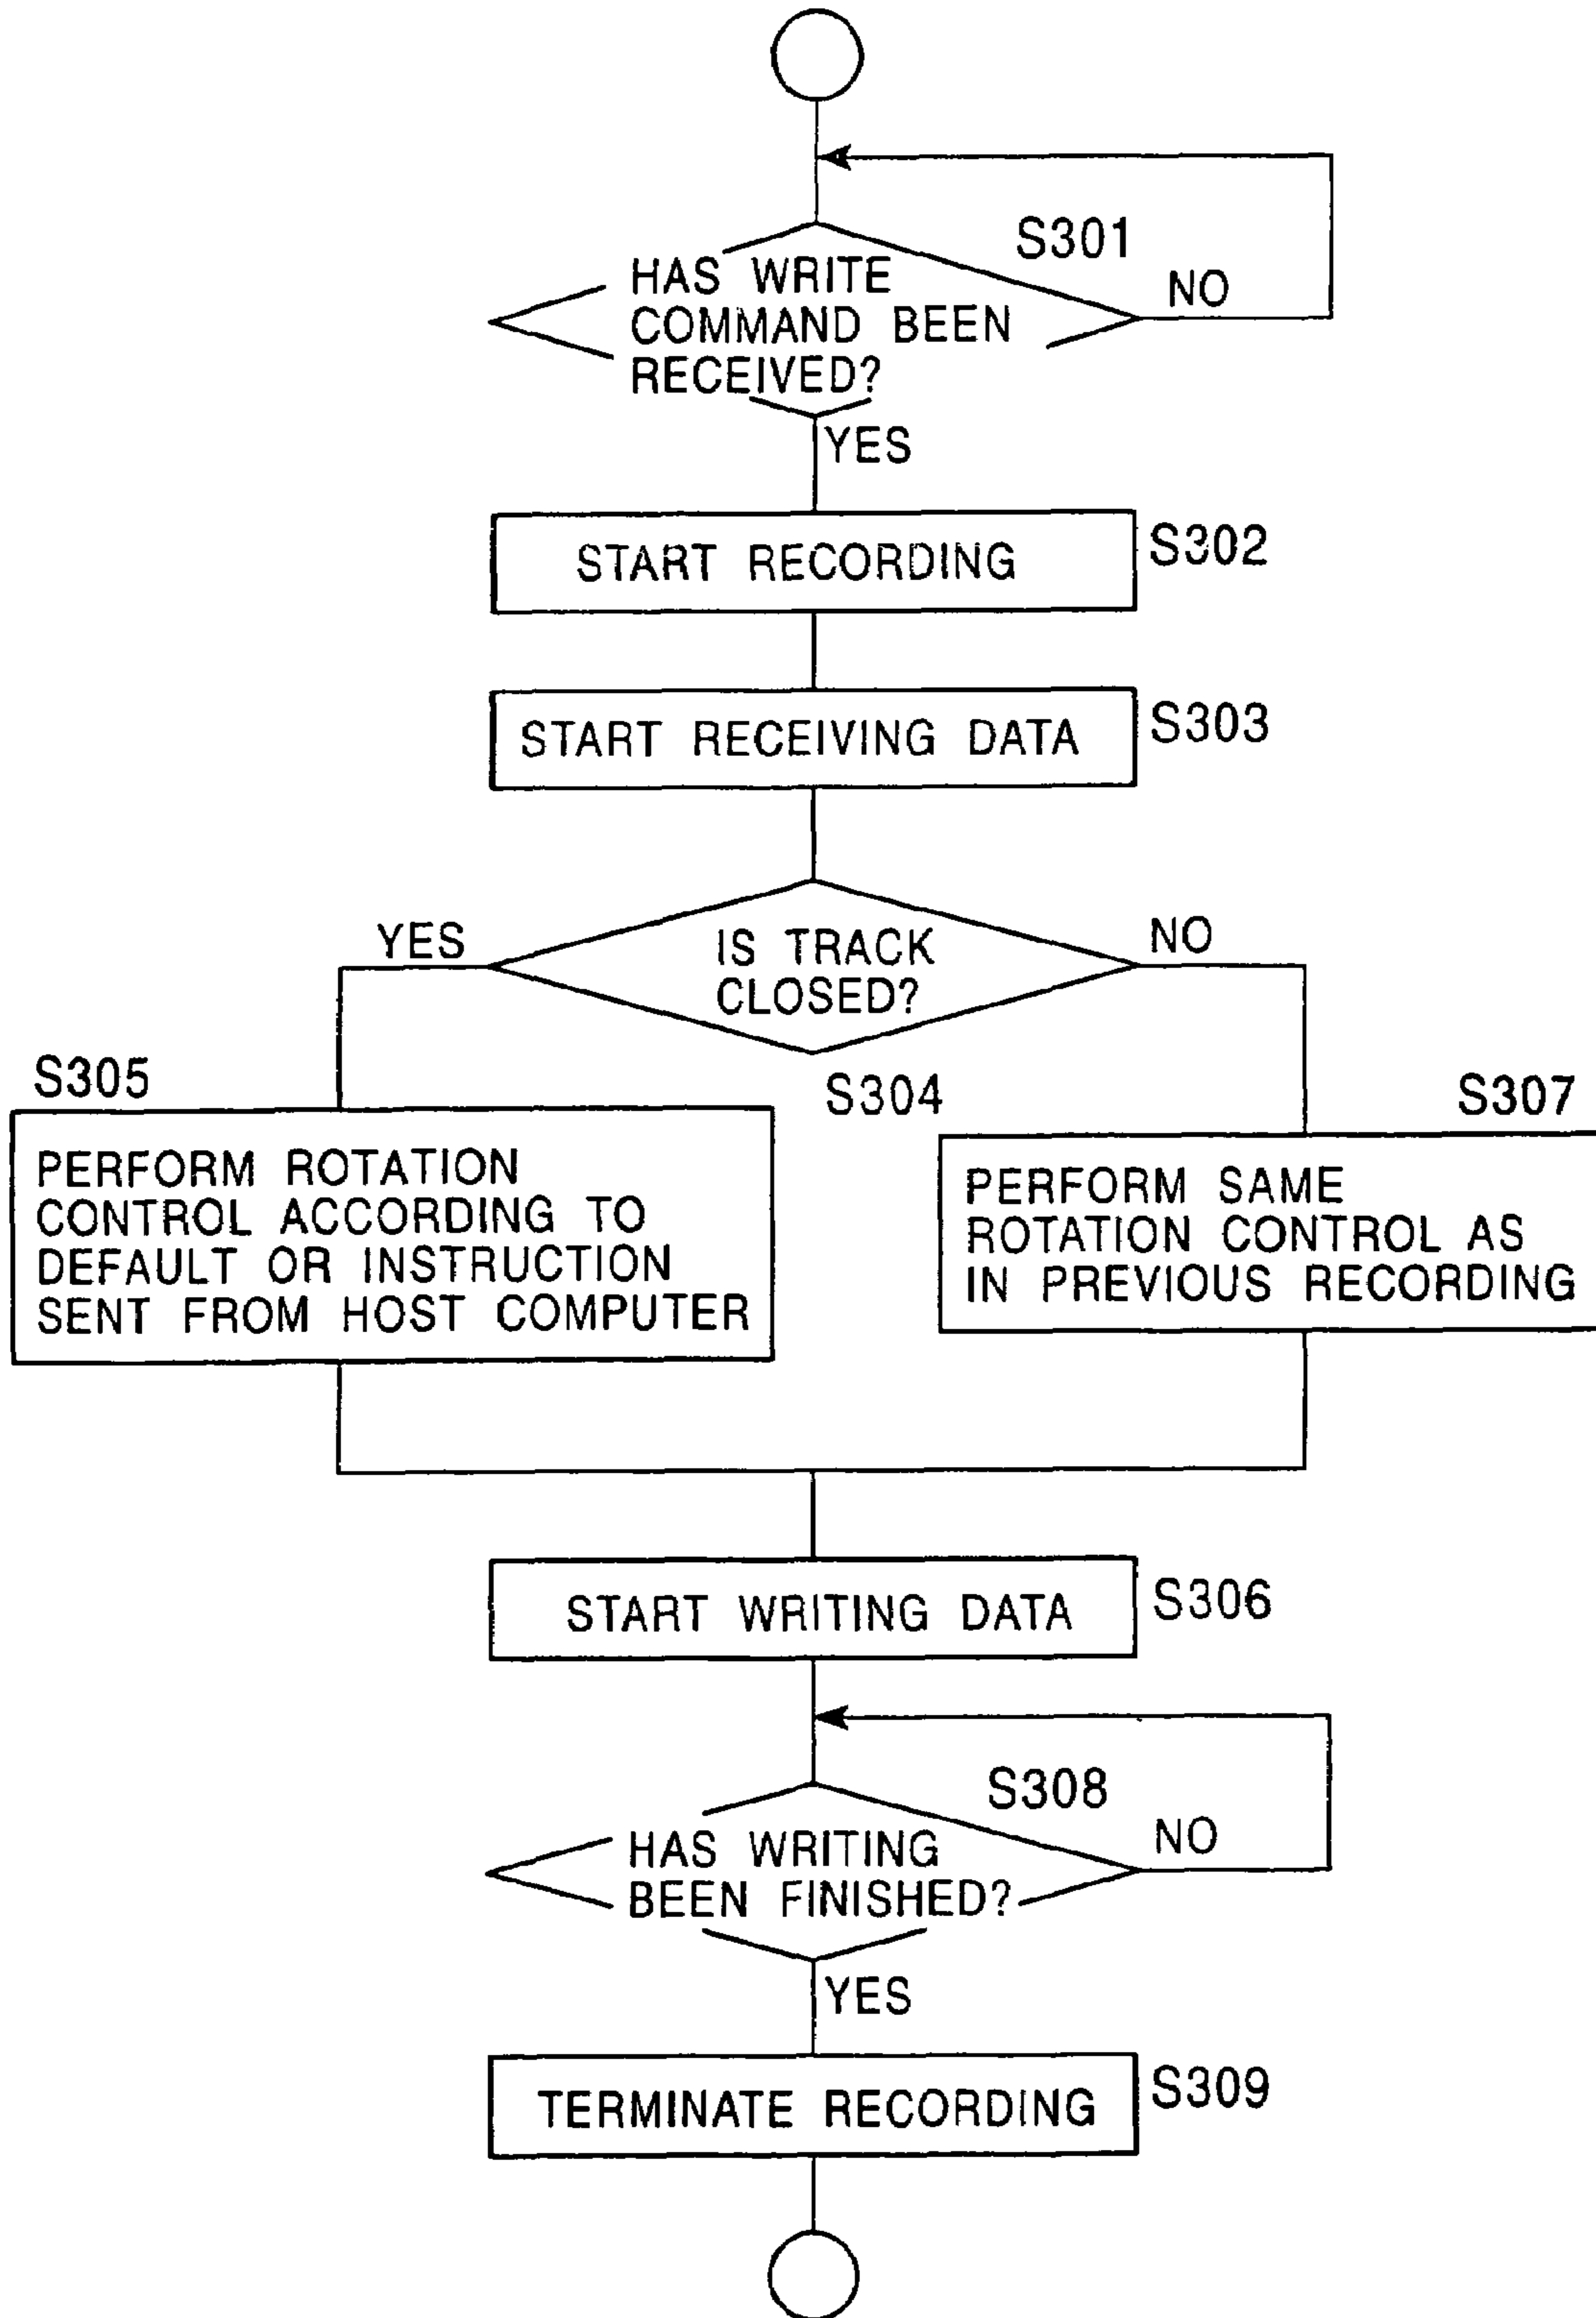 S301
HAS WRITE
COMMAND BEEN
RECEIVED?
NO
YES
START RECORDING
S302
START RECEIVING DATA
S303
YES
IS TRACK
CLOSED?
NO
S304
S305
PERFORM ROTATION
CONTROL ACCORDING TO
DEFAULT OR INSTRUCTION
SENT FROM HOST COMPUTER
S307
PERFORM SAME
ROTATION CONTROL AS
IN PREVIOUS RECORDING
START WRITING DATA
S306
S308
HAS WRITING
BEEN FINISHED?
NO
YES
TERMINATE RECORDING
S309